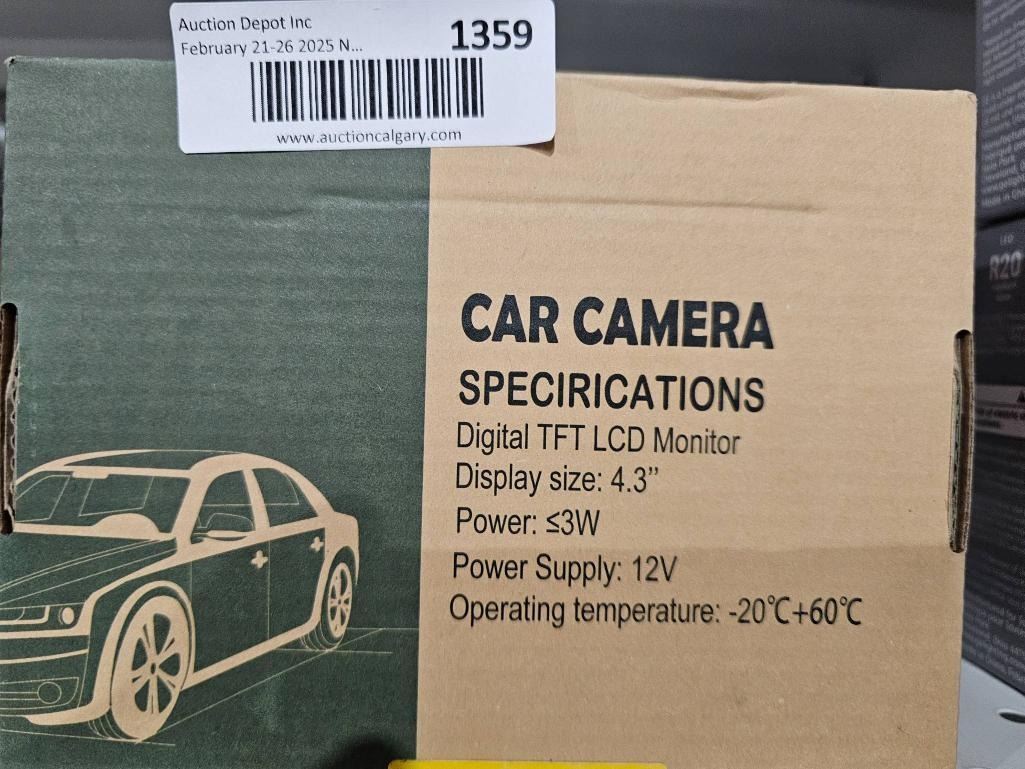 Auction Depot Inc
February 21-26 2025 N...
1359
www.auctioncalgary.com
CAR CAMERA
SPECIRICATIONS
Digital TFT LCD Monitor
Display size: 4.3”
Power: ≤3W
Power Supply: 12V
Operating temperature: -20℃+60℃
LED
R20